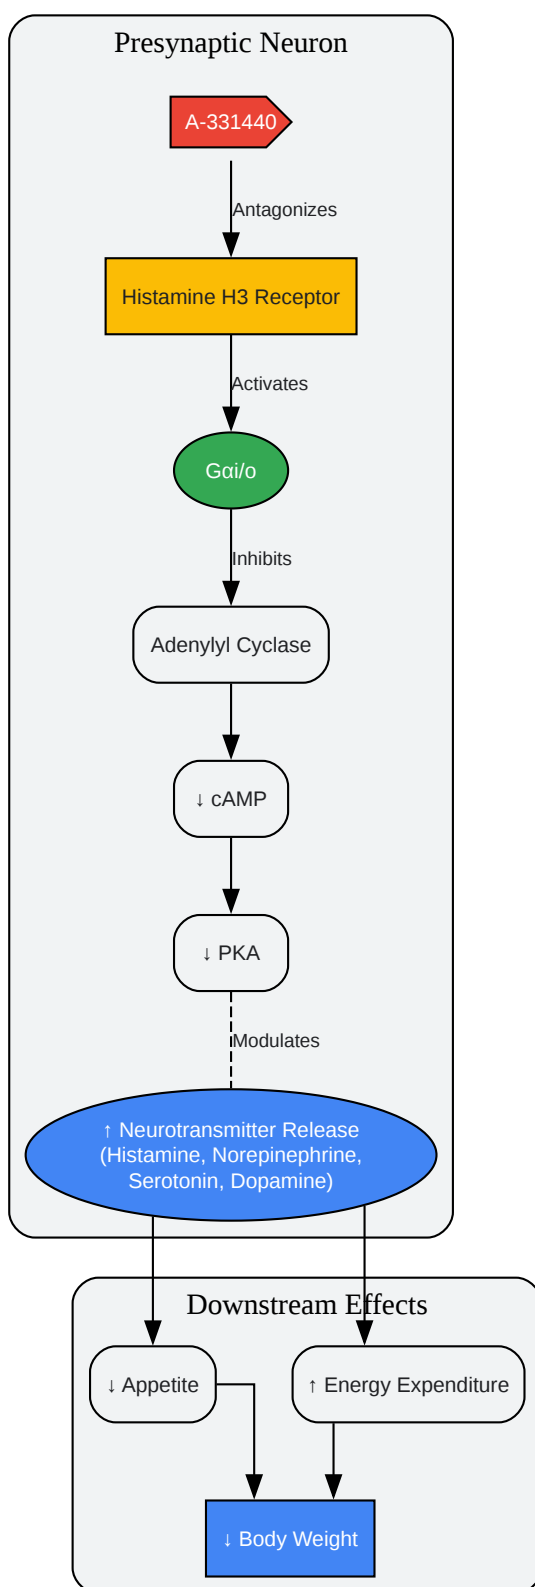 Presynaptic Neuron
A-331440
Antagonizes
Histamine H3 Receptor
Activates
Gαi/o
Inhibits
Adenylyl Cyclase
↓ cAMP
↓ PKA
Modulates
↑ Neurotransmitter Release
(Histamine, Norepinephrine,
Serotonin, Dopamine)
Downstream Effects
↓ Appetite
↑ Energy Expenditure
↓ Body Weight